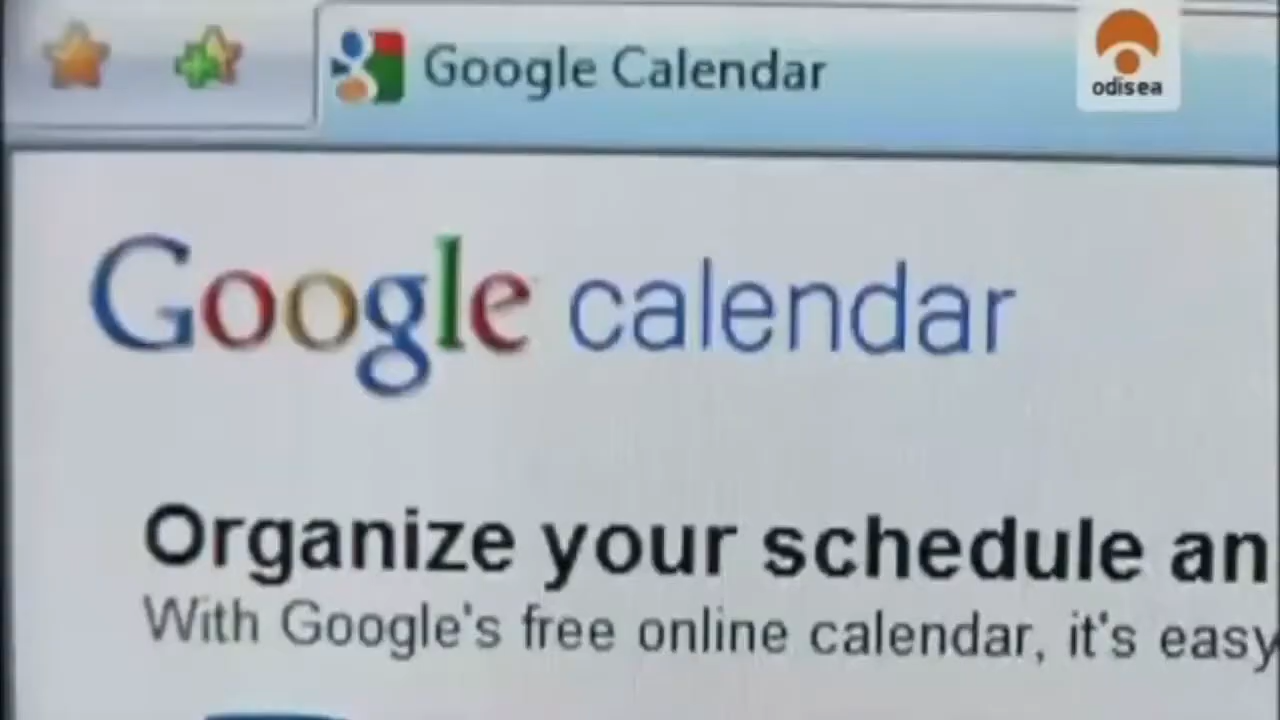 Google Calendar
odisea
Google calendar
Organize your schedule an
With Google's free online calendar, it's easy